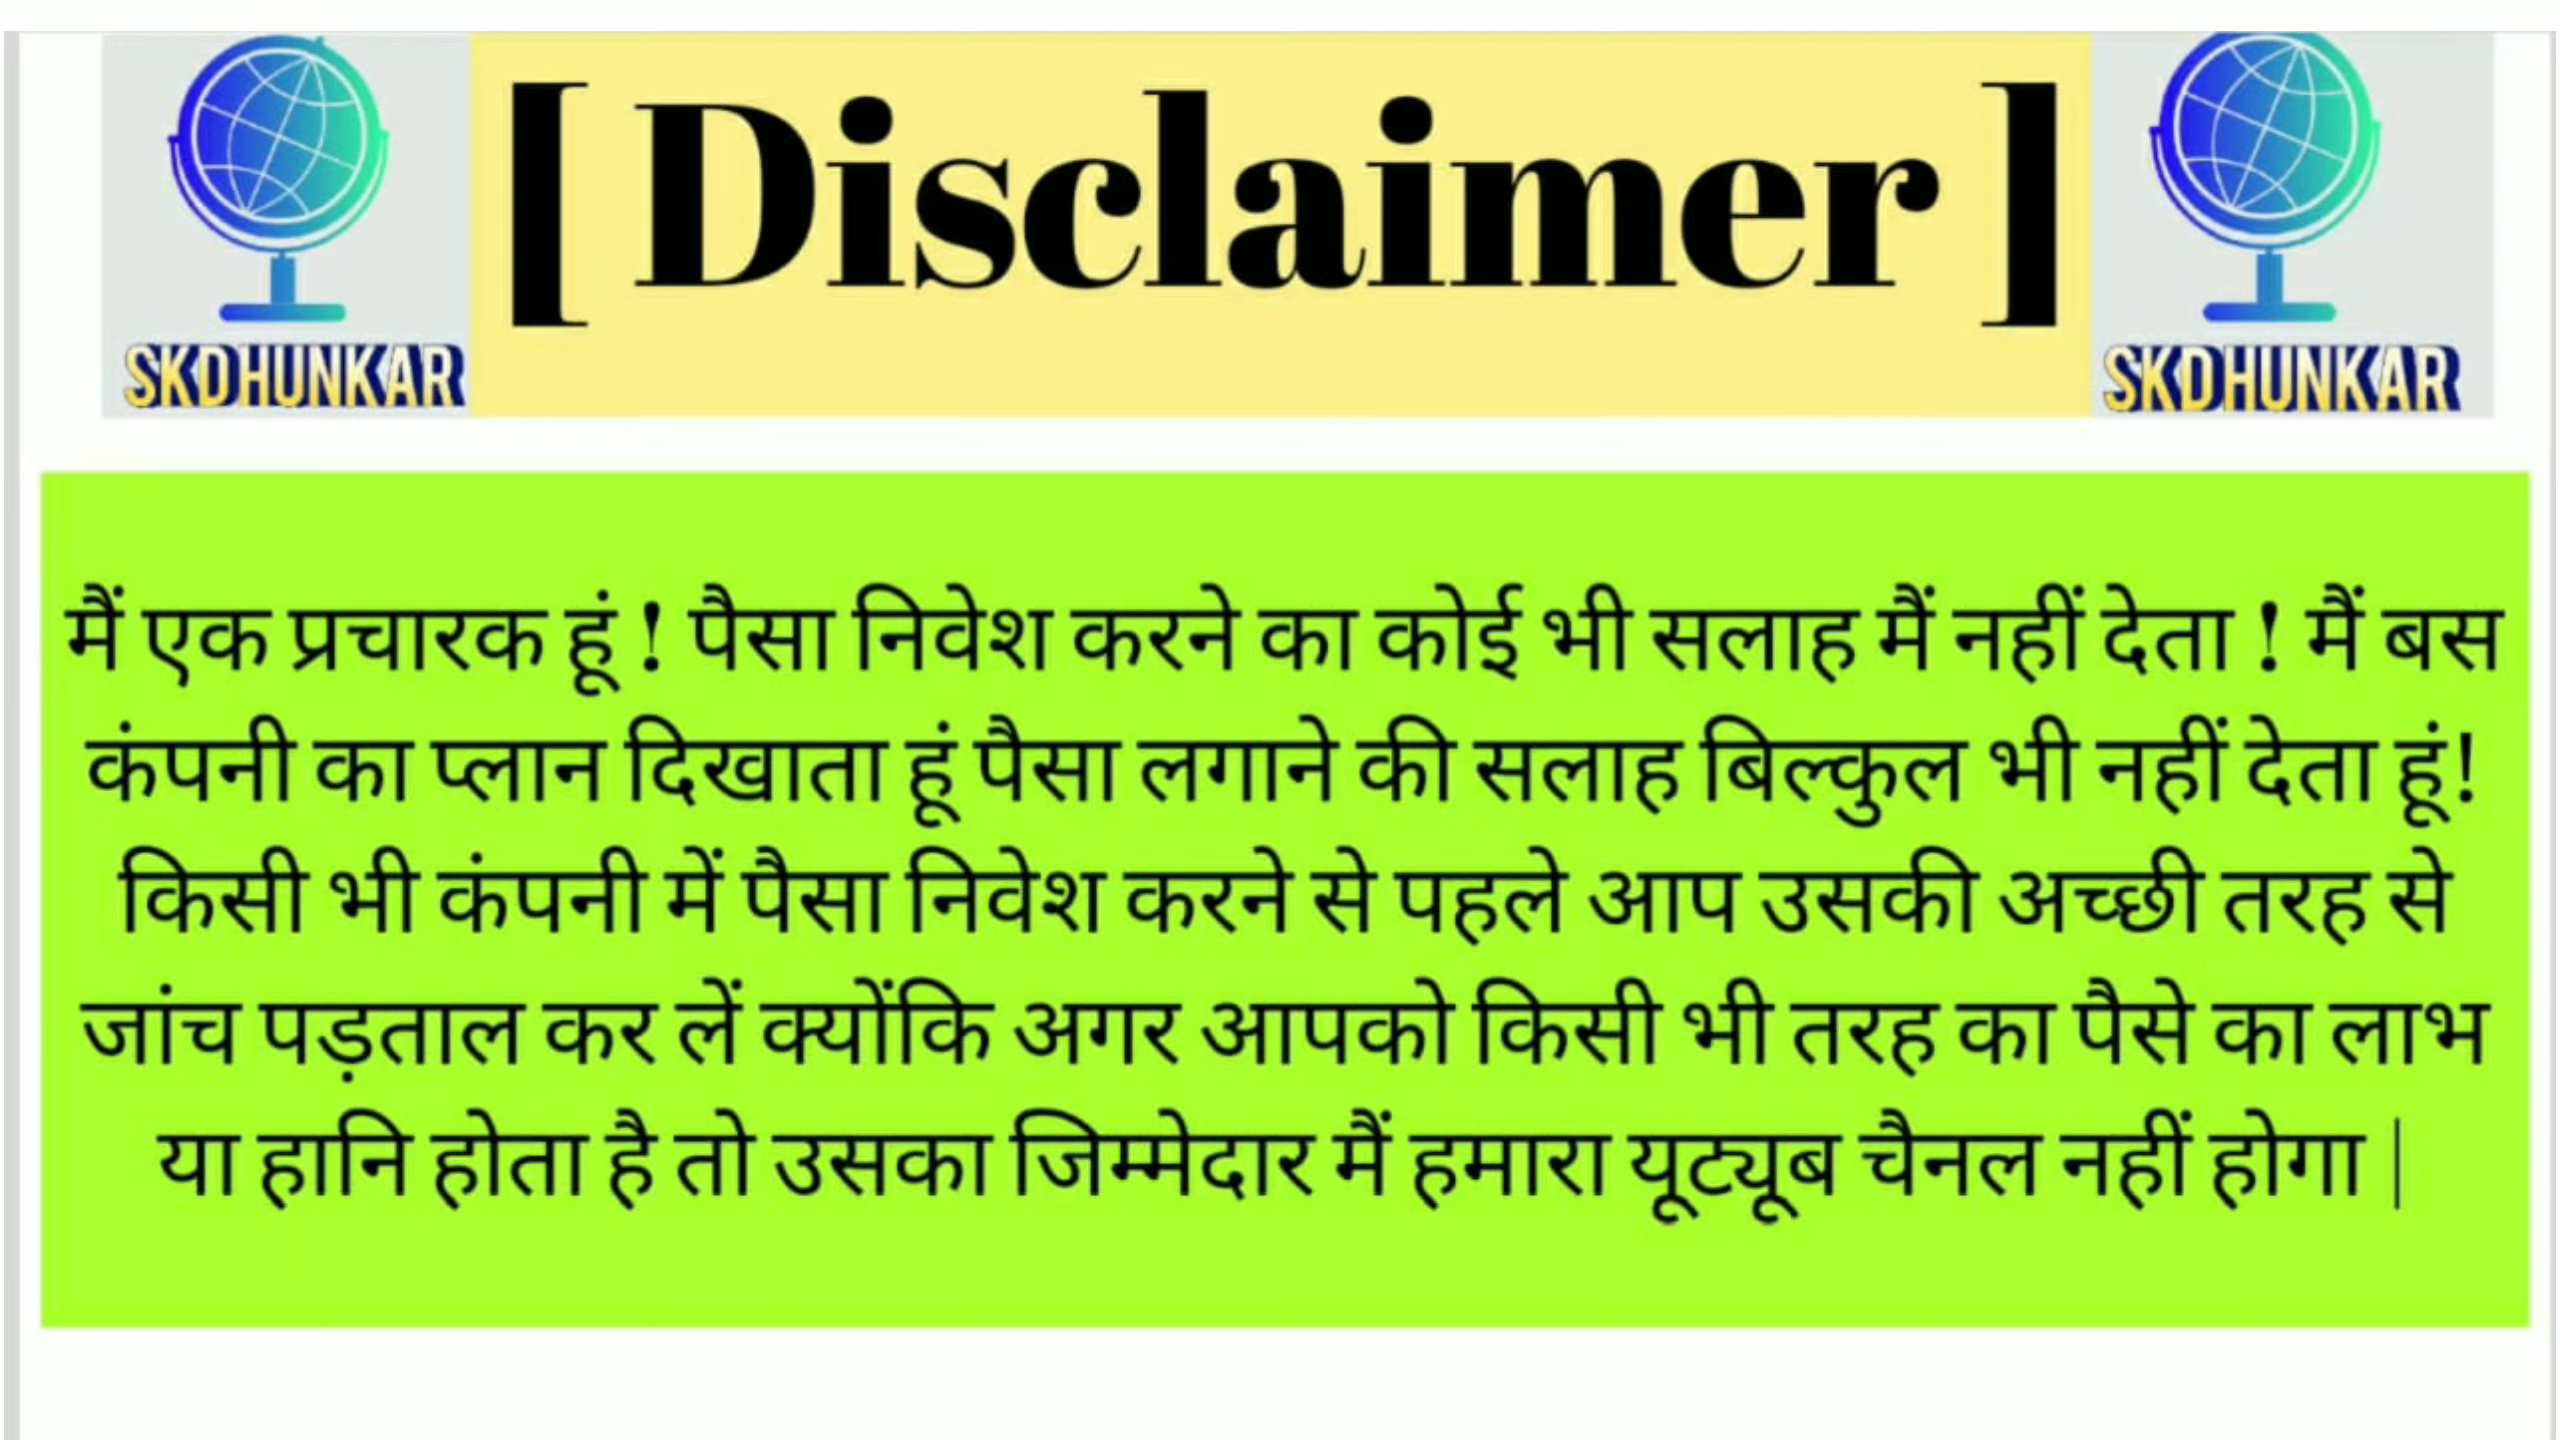 [ Disclaimer ]
SKDHUNKAR
SKDHUNKAR
मैं एक प्रचारक हूं ! पैसा निवेश करने का कोई भी सलाह मैं नहीं देता ! मैं बस
कंपनी का प्लान दिखाता हूं पैसा लगाने की सलाह बिल्कुल भी नहीं देता हूं!
किसी भी कंपनी में पैसा निवेश करने से पहले आप उसकी अच्छी तरह से
जांच पड़ताल कर लें क्योंकि अगर आपको किसी भी तरह का पैसे का लाभ
या हानि होता है तो उसका जिम्मेदार मैं हमारा यूट्यूब चैनल नहीं होगा |